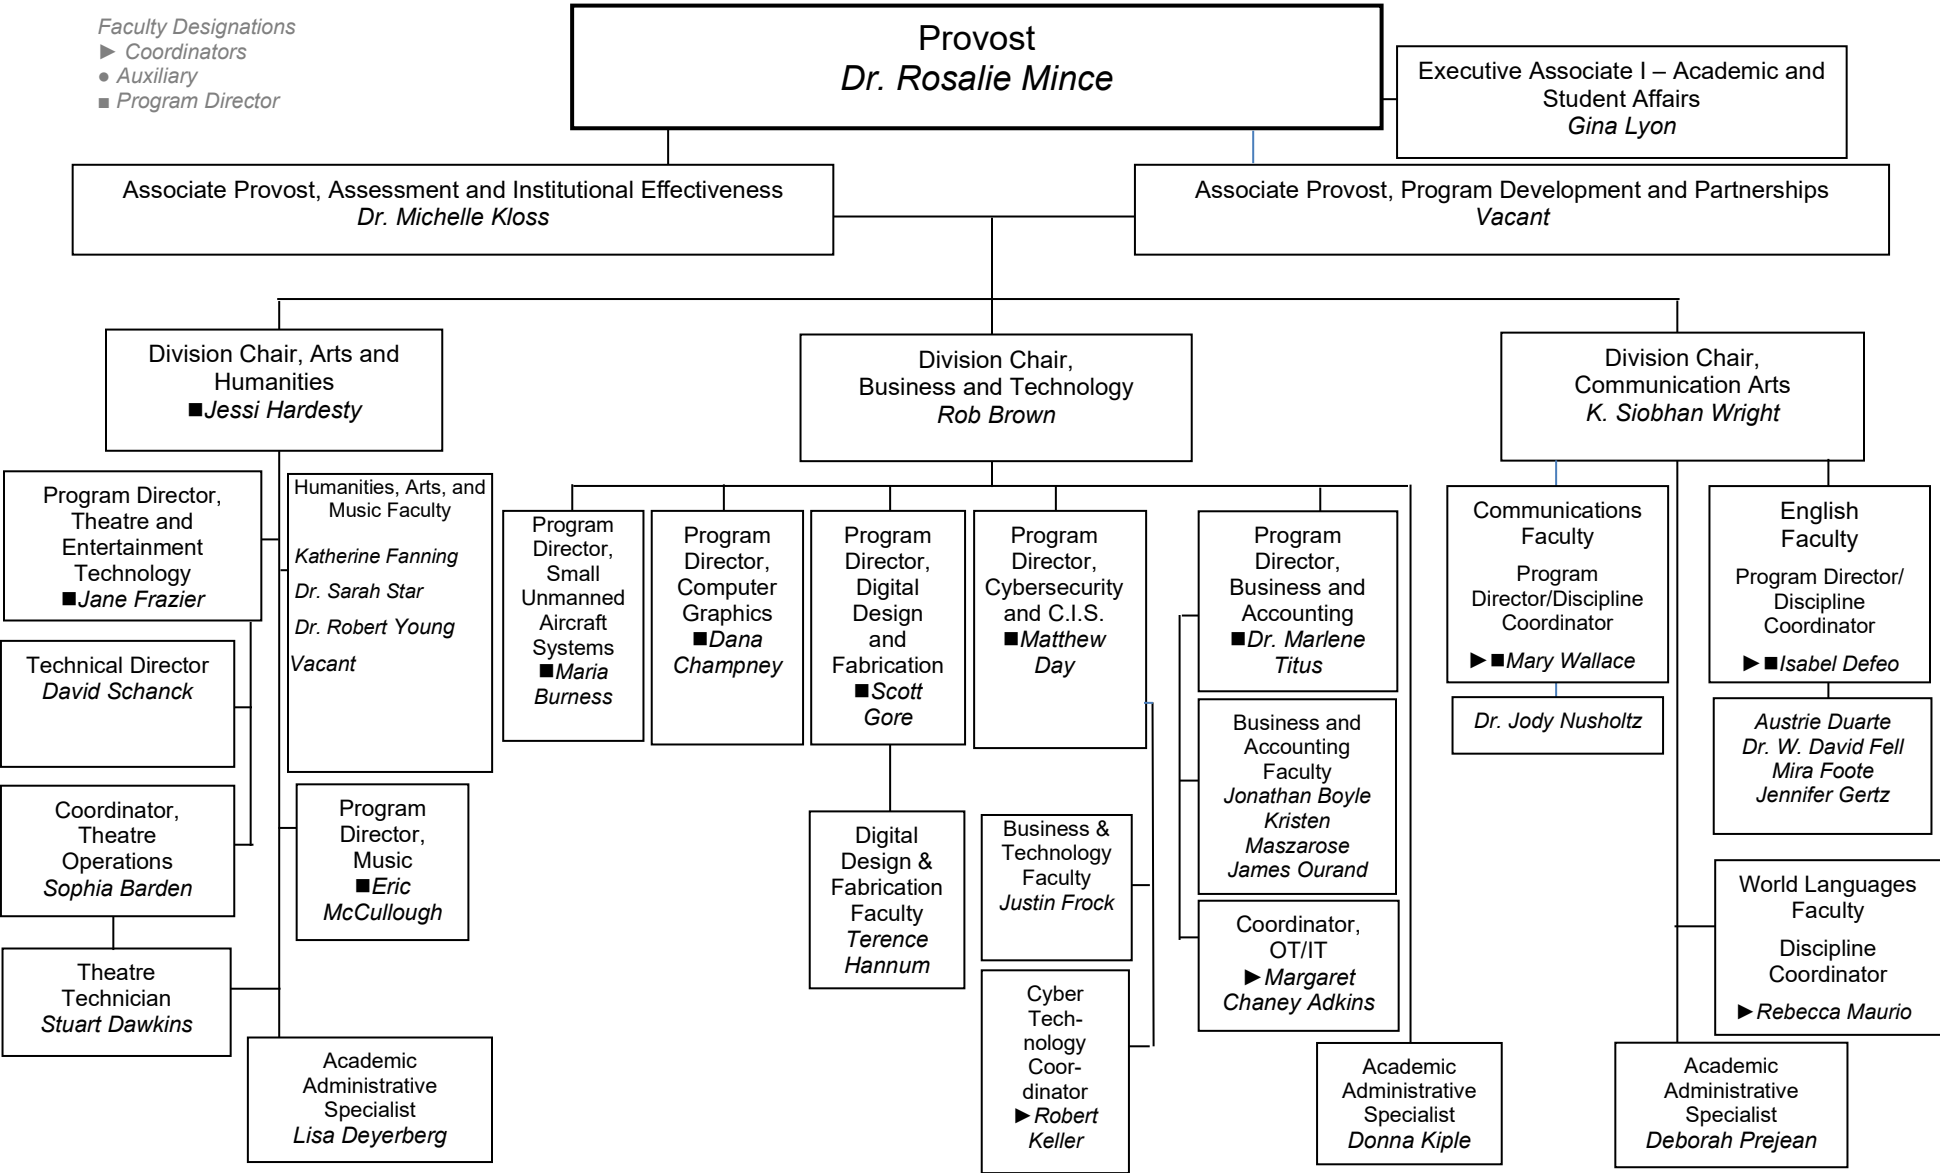 Faculty Designations
► Coordinators
● Auxiliary
■ Program Director
Provost
Dr. Rosalie Mince
Executive Associate I – Academic and
Student Affairs
Gina Lyon
Associate Provost, Assessment and Institutional Effectiveness
Dr. Michelle Kloss
Associate Provost, Program Development and Partnerships
Vacant
Division Chair, Arts and
Humanities
■Jessi Hardesty
Division Chair,
Business and Technology
Rob Brown
Division Chair,
Communication Arts
K. Siobhan Wright
Program Director,
Theatre and
Entertainment
Technology
■Jane Frazier
Technical Director
David Schanck
Coordinator,
Theatre
Operations
Sophia Barden
Theatre
Technician
Stuart Dawkins
Humanities, Arts, and
Music Faculty
Katherine Fanning
Dr. Sarah Star
Dr. Robert Young
Vacant
Program
Director,
Music
■Eric
McCullough
Academic
Administrative
Specialist
Lisa Deyerberg
Program
Director,
Small
Unmanned
Aircraft
Systems
■Maria
Burness
Program
Director,
Computer
Graphics
■Dana
Champney
Program
Director,
Digital
Design
and
Fabrication
■Scott
Gore
Digital
Design &
Fabrication
Faculty
Terence
Hannum
Program
Director,
Cybersecurity
and C.I.S.
■Matthew
Day
Business &
Technology
Faculty
Justin Frock
Cyber
Tech-
nology
Coor-
dinator
►Robert
Keller
Program
Director,
Business and
Accounting
■Dr. Marlene
Titus
Business and
Accounting
Faculty
Jonathan Boyle
Kristen
Maszarose
James Ourand
Coordinator,
OT/IT
►Margaret
Chaney Adkins
Academic
Administrative
Specialist
Donna Kiple
Communications
Faculty
Program
Director/Discipline
Coordinator
►■Mary Wallace
Dr. Jody Nusholtz
English
Faculty
Program Director/
Discipline
Coordinator
►■Isabel Defeo
Austrie Duarte
Dr. W. David Fell
Mira Foote
Jennifer Gertz
World Languages
Faculty
Discipline
Coordinator
►Rebecca Maurio
Academic
Administrative
Specialist
Deborah Prejean